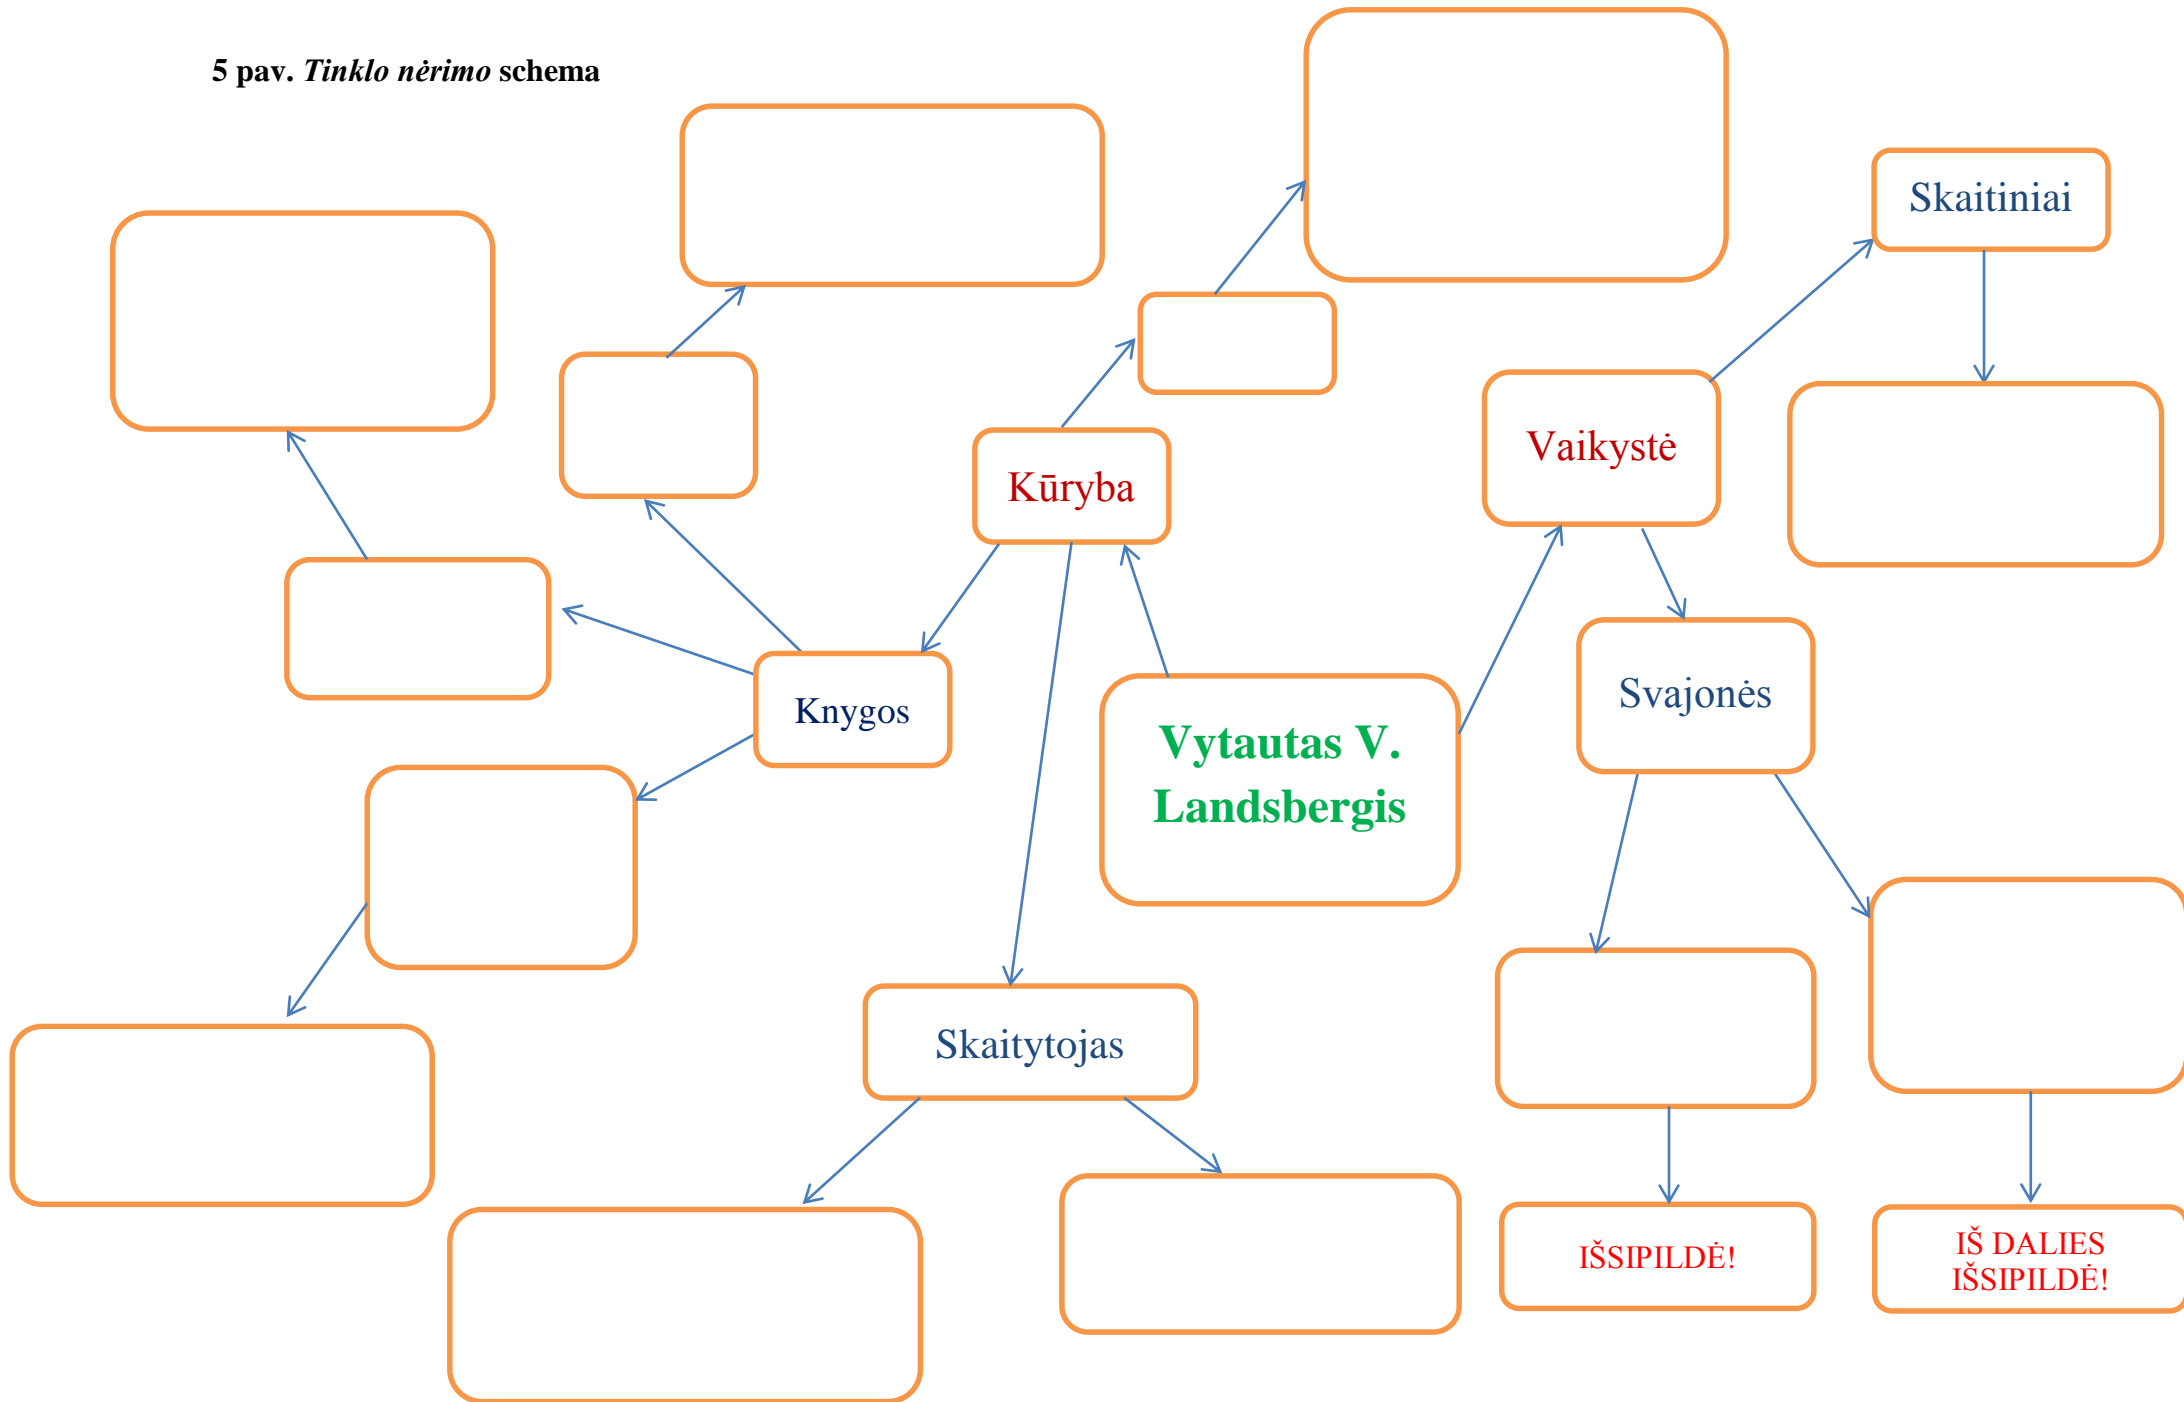 5 pav. Tinklo nėrimo schema
Skaitiniai
Vaikystė
Kūryba
Svajonės
Knygos
Vytautas V.
Landsbergis
Skaitytojas
IŠSIPILDĖ!
IŠ DALIES
IŠSIPILDĖ!